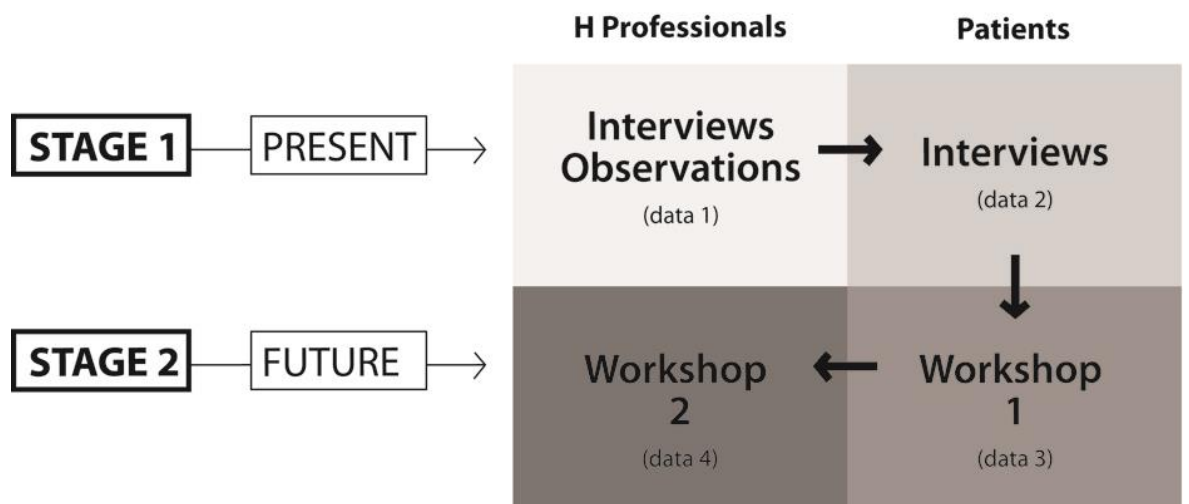 H Professionals
Patients
STAGE 1
PRESENT
Interviews
Observations
(data 1)
Interviews
(data 2)
STAGE 2
FUTURE
Workshop
2
(data 4)
Workshop
1
(data 3)